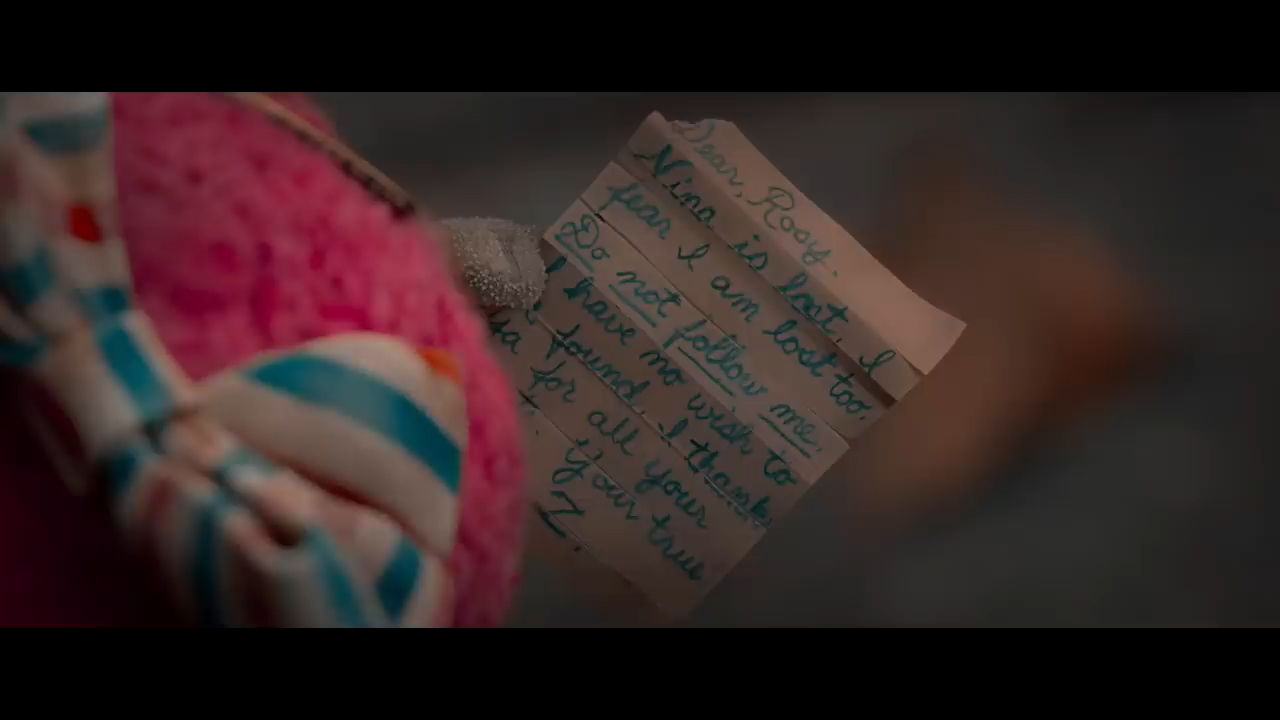 Dear, Roay.
Nina is lost, I
fear I am lost too,
Do not follow me.
I have no wish to
found. I thank
for all your
Your true
Z.